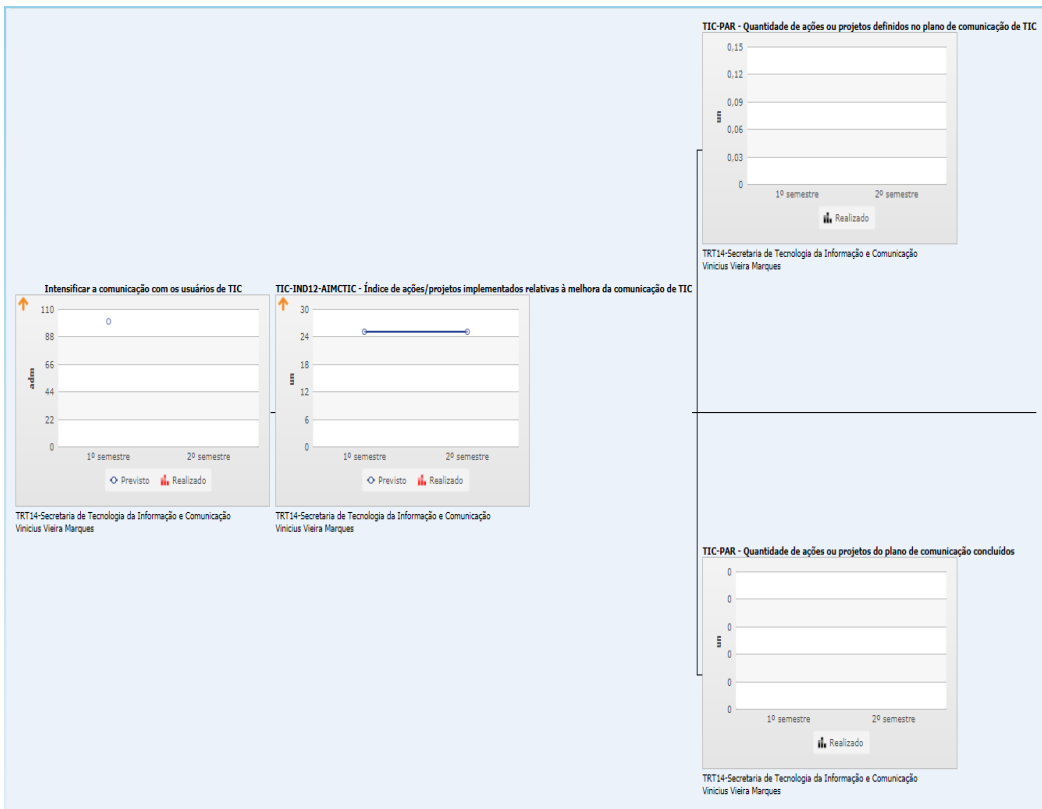 TIC-PAR - Quantidade de ações ou projetos definidos no plano de comunicação de TIC
0,15
0,12
0,09
0,06
0,03
0
un
1º semestre 2º semestre
Realizado
TRT14-Secretaria de Tecnologia da Informação e Comunicação
Vinicius Vieira Marques
Intensificar a comunicação com os usuários de TIC
110
88
66
44
22
0
adm
1º semestre 2º semestre
Previsto Realizado
TRT14-Secretaria de Tecnologia da Informação e Comunicação
Vinicius Vieira Marques
TIC-IND12-AIMCTIC - Índice de ações/projetos implementados relativas à melhora da comunicação de TIC
30
24
18
12
6
0
un
1º semestre 2º semestre
Previsto Realizado
TRT14-Secretaria de Tecnologia da Informação e Comunicação
Vinicius Vieira Marques
TIC-PAR - Quantidade de ações ou projetos do plano de comunicação concluídos
0
0
0
0
0
0
un
1º semestre 2º semestre
Realizado
TRT14-Secretaria de Tecnologia da Informação e Comunicação
Vinicius Vieira Marques